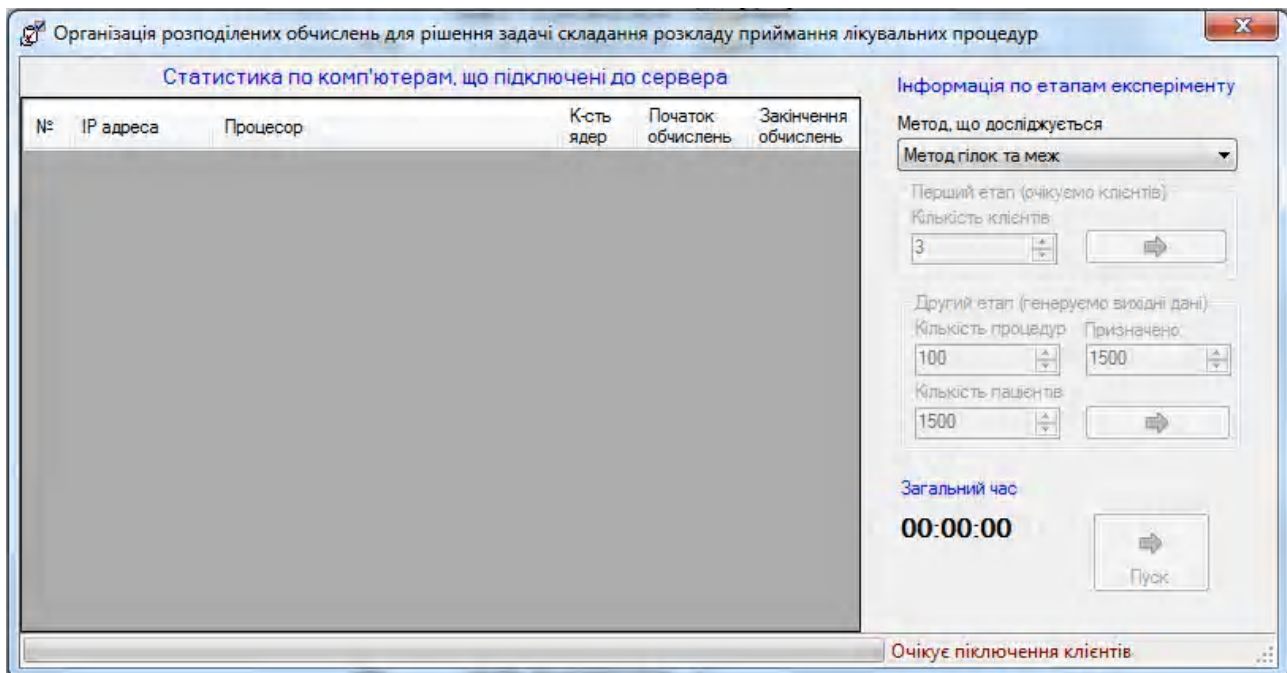 Організація розподілених обчислень для рішення задачі складання розкладу приймання лікувальних процедур
Статистика по комп'ютерам, що підключені до сервера
№ IP адреса Процесор К-сть ядер Початок обчислень Закінчення обчислень
Інформація по етапам експеріменту
Метод, що досліджується
Метод гілок та меж
Перший етап (очікуємо клієнтів)
Кількість клієнтів
3
Другий етап (генеруємо вихідні дані)
Кількість процедур Призначено
100 1500
Кількість пацієнтів
1500
Загальний час
00:00:00
Пуск
Очікує піключення клієнтів